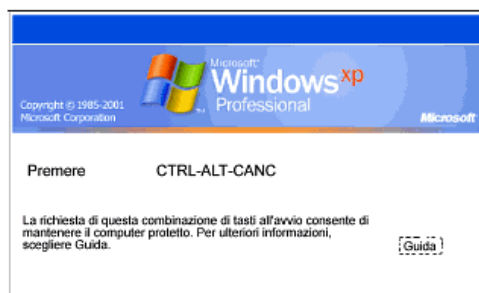 Microsoft
Windows xp
Professional
Copyright © 1985-2001
Microsoft Corporation
Microsoft
Premere CTRL-ALT-CANC
La richiesta di questa combinazione di tasti all'avvio consente di
mantenere il computer protetto. Per ulteriori informazioni,
scegliere Guida.
Guida